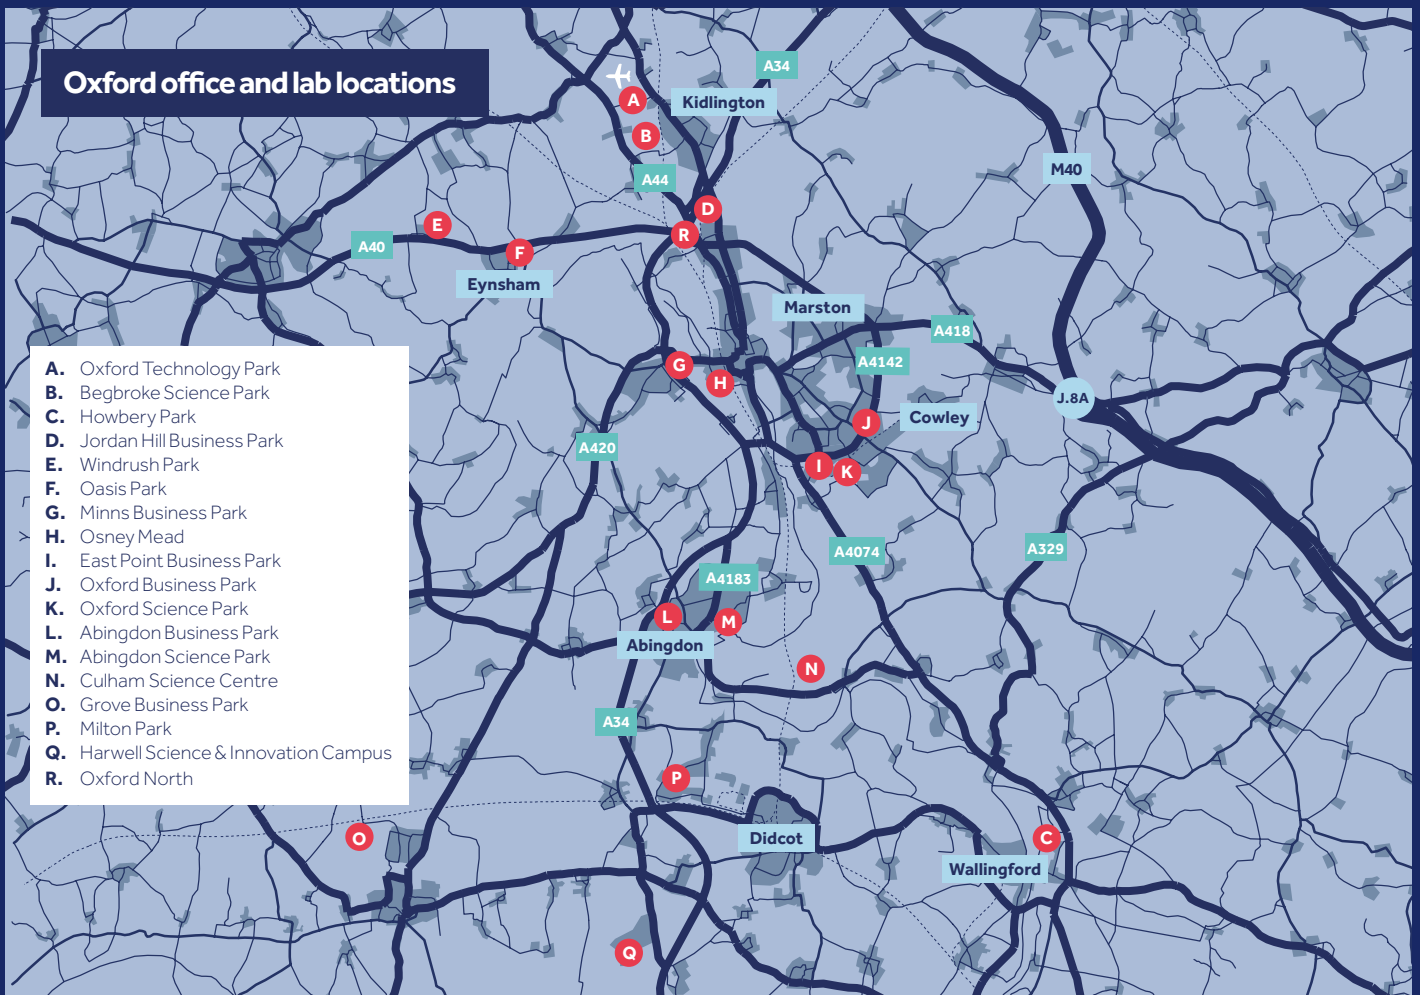 Oxford office and lab locations
A34
A
Kidlington
B
M40
A44
D
E
R
A40
F
Eynsham
Marston
A418
A4142
G
H
J.8A
J
Cowley
A420
I
K
A4074
A329
A4183
L
M
Abingdon
N
A34
P
O
Didcot
C
Wallingford
Q
A. Oxford Technology Park
B. Begbroke Science Park
C. Howbery Park
D. Jordan Hill Business Park
E. Windrush Park
F. Oasis Park
G. Minns Business Park
H. Osney Mead
I. East Point Business Park
J. Oxford Business Park
K. Oxford Science Park
L. Abingdon Business Park
M. Abingdon Science Park
N. Culham Science Centre
O. Grove Business Park
P. Milton Park
Q. Harwell Science & Innovation Campus
R. Oxford North